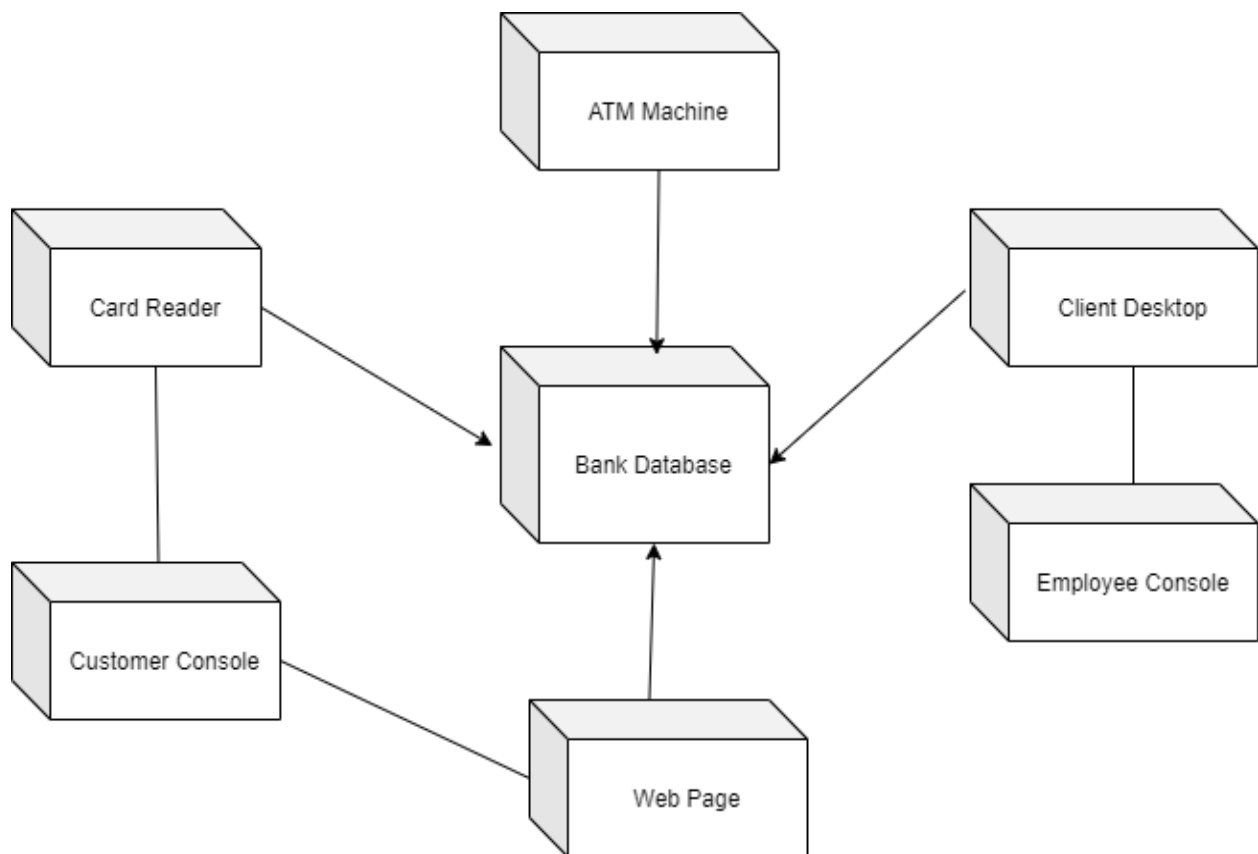 ATM Machine
Card Reader
Client Desktop
Bank Database
Employee Console
Customer Console
Web Page